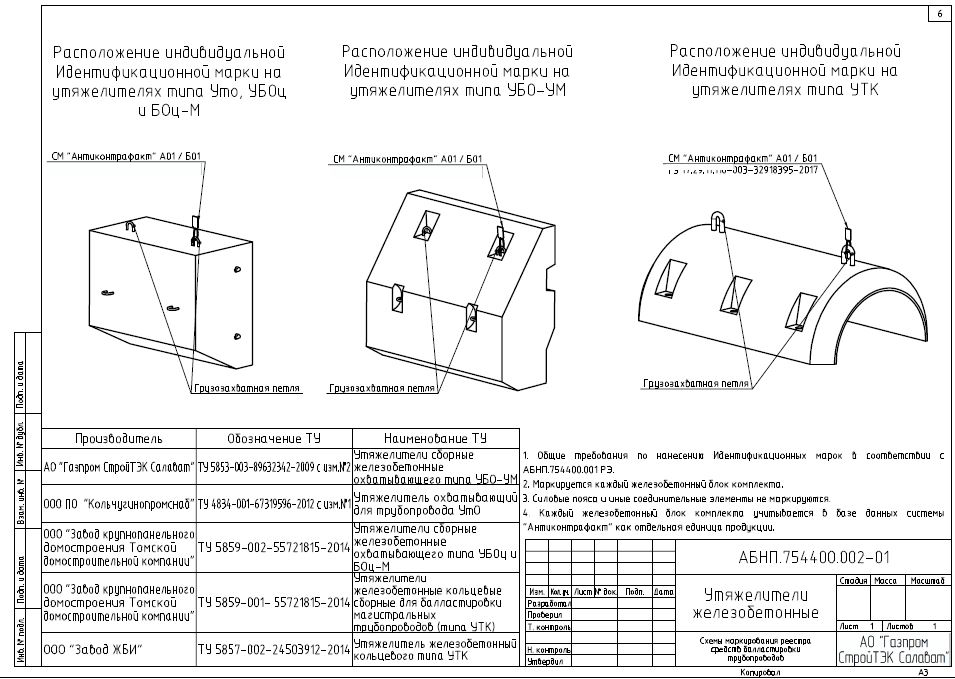 6
Расположение индивидуальной
Идентификационной марки на
утяжелителях типа Уто, УБОц
и БОц-М
Расположение индивидуальной
Идентификационной марки на
утяжелителях типа УБО-УМ
Расположение индивидуальной
Идентификационной марки на
утяжелителях типа УТК
СМ "Антиконтрафакт" А01 / Б01
СМ "Антиконтрафакт" А01 / Б01
СМ "Антиконтрафакт" А01 / Б01
003-32918395-2017
Грузозахватная петля
Грузозахватная петля
Грузозахватная петля
Производитель
Обозначение ТУ
Наименование ТУ
АО "Газпром СтройТЭК Салават"
ТУ 5853-003-89632342-2009 с изм.№2
Утяжелители сборные
железобетонные
охватывающего типа УБО-УМ
ООО ПО "Кольчугинопромснаб"
ТУ 4834-001-67319596-2012 с изм.№1
Утяжелитель охватывающий
для трубопровода УтО
ООО "Завод крупнопанельного
домостроения Томской
домостроительной компании"
ТУ 5859-002-55721815-2014
Утяжелители сборные
железобетонные
охватывающего типа УБОц и
БОц-М
ООО "Завод крупнопанельного
домостроения Томской
домостроительной компании"
ТУ 5859-001- 55721815-2014
Утяжелители
железобетонные кольцевые
сборные для балластировки
магистральных
трубопроводов (типа УТК)
ООО "Завод ЖБИ"
ТУ 5857-002-24503912-2014
Утяжелитель железобетонный
кольцевого типа УТК
1. Общие требования по нанесению Идентификационных марок в соответствии с
АБНП.754400.001 РЭ.
2. Маркируется каждый железобетонный блок комплекта.
3. Силовые пояса и иные соединительные элементы не маркируются.
4. Каждый железобетонный блок комплекта учитывается в базе данных системы
"Антиконтрафакт" как отдельная единица продукции.
АБНП.754400.002-01
Изм.
Кол.уч.
Лист
№ док.
Подп.
Дата
Разработал
Проверил
Т. контроль
Н. контроль
Утвердил
Утяжелители
железобетонные
Стадия
Масса
Масштаб
Лист 1
Листов 1
Схемы маркирования реестра
средств балластировки
трубопроводов
АО "Газпром
СтройТЭК Салават"
Копировал
А3
Подп. и дата
Инв. № дубл.
Взам. инв. №
Подп. и дата
Инв. № подл.